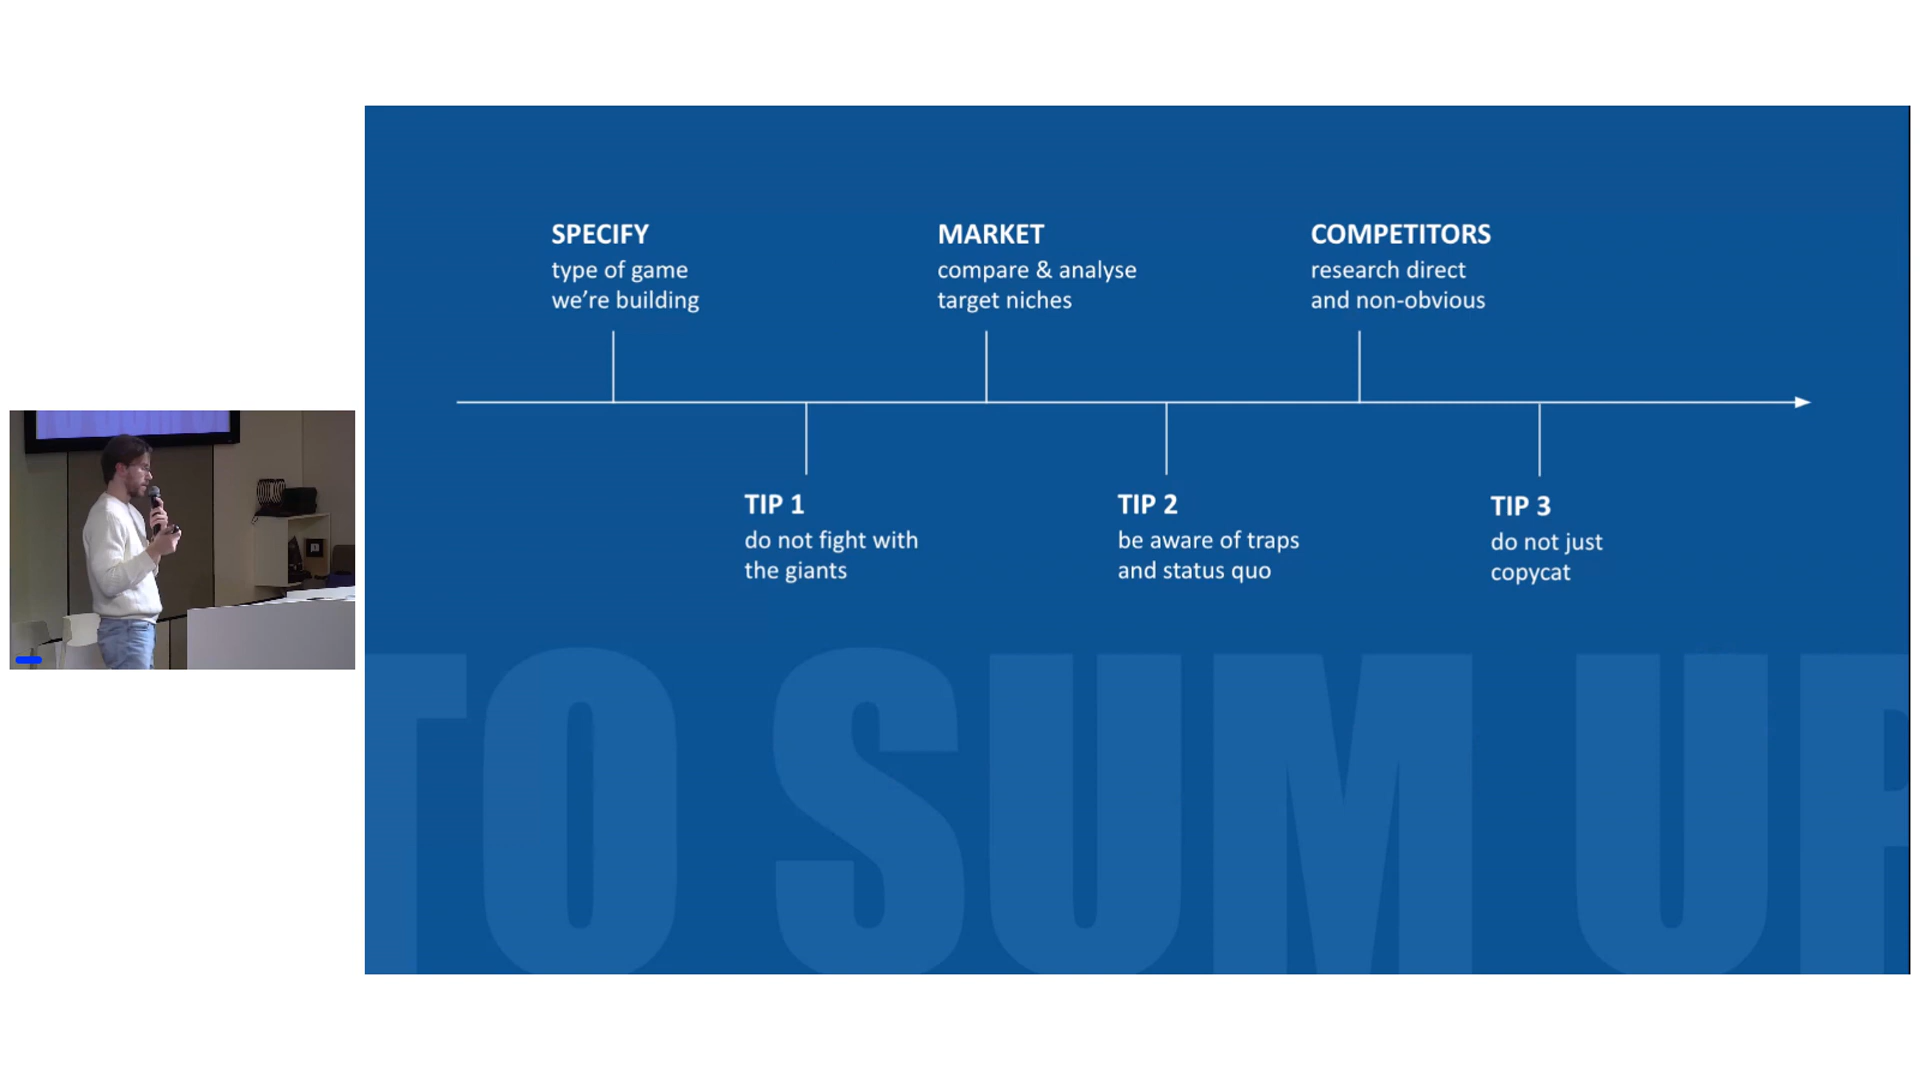 SPECIFY
type of game
we're building
MARKET
compare & analyse
target niches
COMPETITORS
research direct
and non-obvious
TIP 1
do not fight with
the giants
TIP 2
be aware of traps
and status quo
TIP 3
do not just
copycat
TO SUM UP